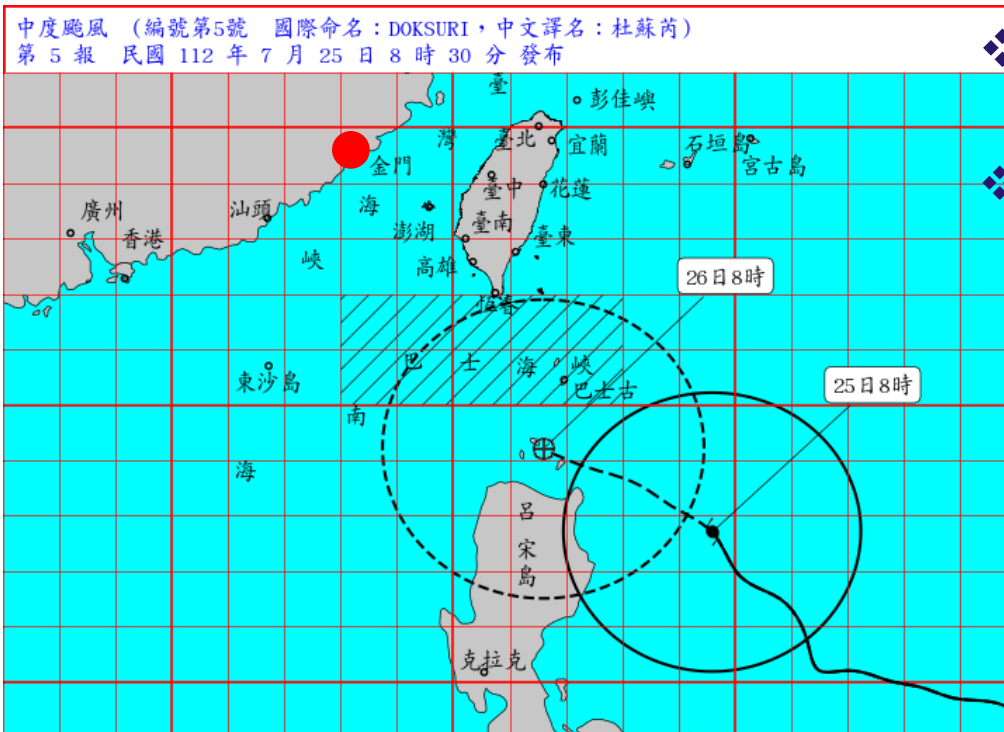 中度颱風 (編號第5號 國際命名：DOKSURI，中文譯名：杜蘇芮)
第 5 報 民國 112 年 7 月 25 日 8 時 30 分 發布
臺灣海峽
彭佳嶼
臺北
宜蘭
石垣島
宮古島
金門
臺中
花蓮
廣州
汕頭
澎湖
臺南
香港
高雄
臺東
26日8時
恆春
巴士海峽
東沙島
巴士古
25日8時
南海
呂宋島
克拉克